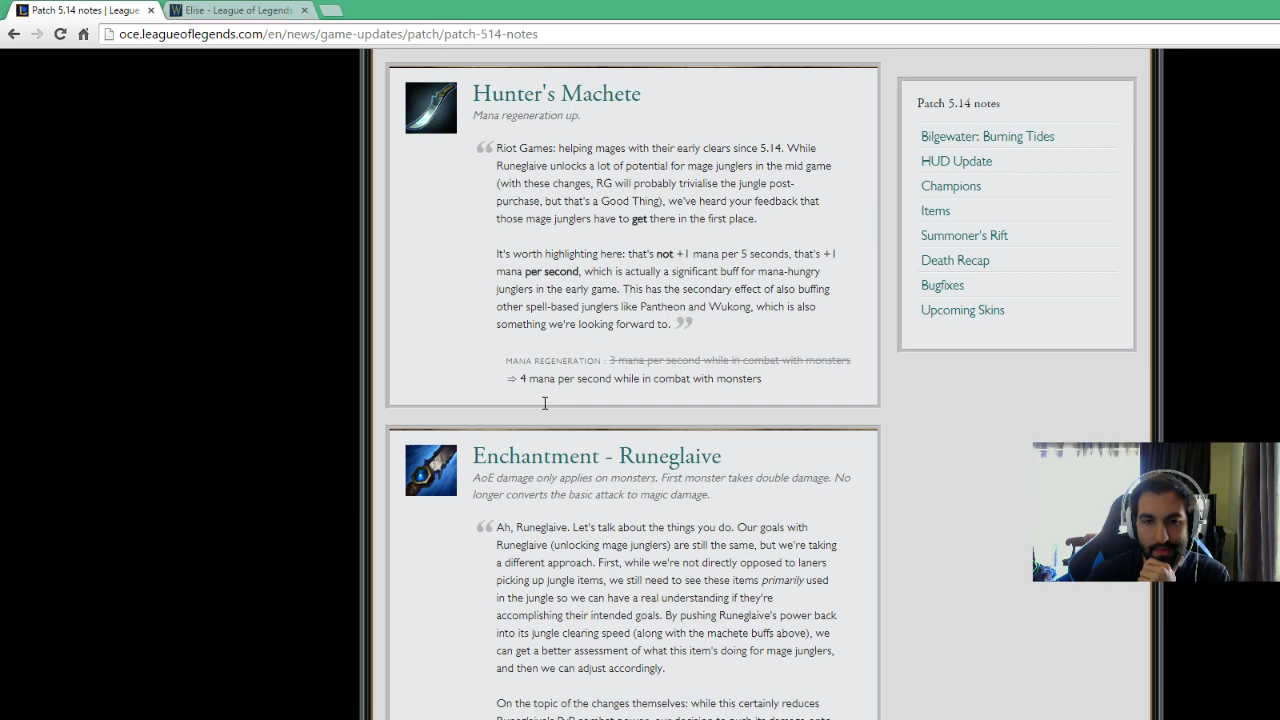 Patch 5.14 notes | League
Elise - League of Legends
oce.leagueoflegends.com/en/news/game-updates/patch/patch-514-notes
Hunter's Machete
Mana regeneration up.
Riot Games: helping mages with their early clears since 5.14. While
Runeglaive unlocks a lot of potential for mage junglers in the mid game
(with these changes, RG will probably trivialise the jungle post-
purchase, but that's a Good Thing), we've heard your feedback that
those mage junglers have to get there in the first place.
It's worth highlighting here: that's not +1 mana per 5 seconds, that's +1
mana per second, which is actually a significant buff for mana-hungry
junglers in the early game. This has the secondary effect of also buffing
other spell-based junglers like Pantheon and Wukong, which is also
something we're looking forward to.
MANA REGENERATION : 3 mana per second while in combat with monsters
⇒ 4 mana per second while in combat with monsters
Enchantment - Runeglaive
AoE damage only applies on monsters. First monster takes double damage. No
longer converts the basic attack to magic damage.
Ah, Runeglaive. Let's talk about the things you do. Our goals with
Runeglaive (unlocking mage junglers) are still the same, but we're taking
a different approach. First, while we're not directly opposed to laners
picking up jungle items, we still need to see these items primarily used
in the jungle so we can have a real understanding if they're
accomplishing their intended goals. By pushing Runeglaive's power back
into its jungle clearing speed (along with the machete buffs above), we
can get a better assessment of what this item's doing for mage junglers,
and then we can adjust accordingly.
On the topic of the changes themselves: while this certainly reduces
Patch 5.14 notes
Bilgewater: Burning Tides
HUD Update
Champions
Items
Summoner's Rift
Death Recap
Bugfixes
Upcoming Skins